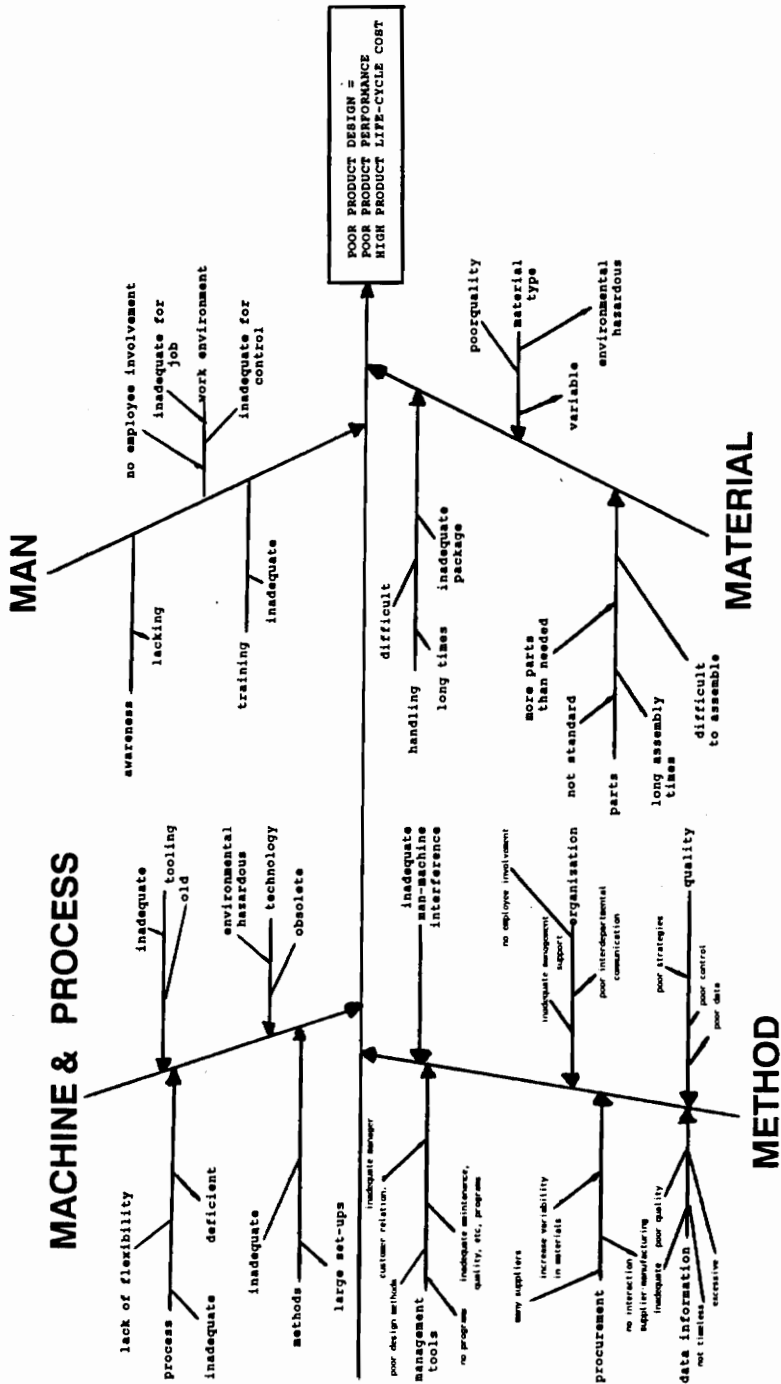 MACHINE & PROCESS
MAN
lack of flexibility
process
inadequate
deficient
inadequate
tooling
old
inadequate
methods
large set-ups
environmental
hazardous
technology
obsolete
awareness
lacking
training
inadequate
no employee involvement
inadequate for
job
work environment
inadequate for
control
POOR PRODUCT DESIGN =
POOR PRODUCT PERFORMANCE
HIGH PRODUCT LIFE-CYCLE COST
poor design methods
customer relation.
inadequate manager
management
tools
no programs
inadequate maintenance,
quality, etc, programs
inadequate
man-machine
interference
many suppliers
increase variability
in materials
procurement
no interaction
supplier-manufacturing
no employee involvement
inadequate management
support
organization
poor interdepartmental
communication
inadequate
poor quality
data information
not timeless
excessive
poor strategies
quality
poor control
poor data
difficult
handling
long times
inadequate
package
more parts
than needed
not standard
parts
long assembly
times
difficult
to assemble
poorquality
material
type
variable
environmental
hazardous
METHOD
MATERIAL